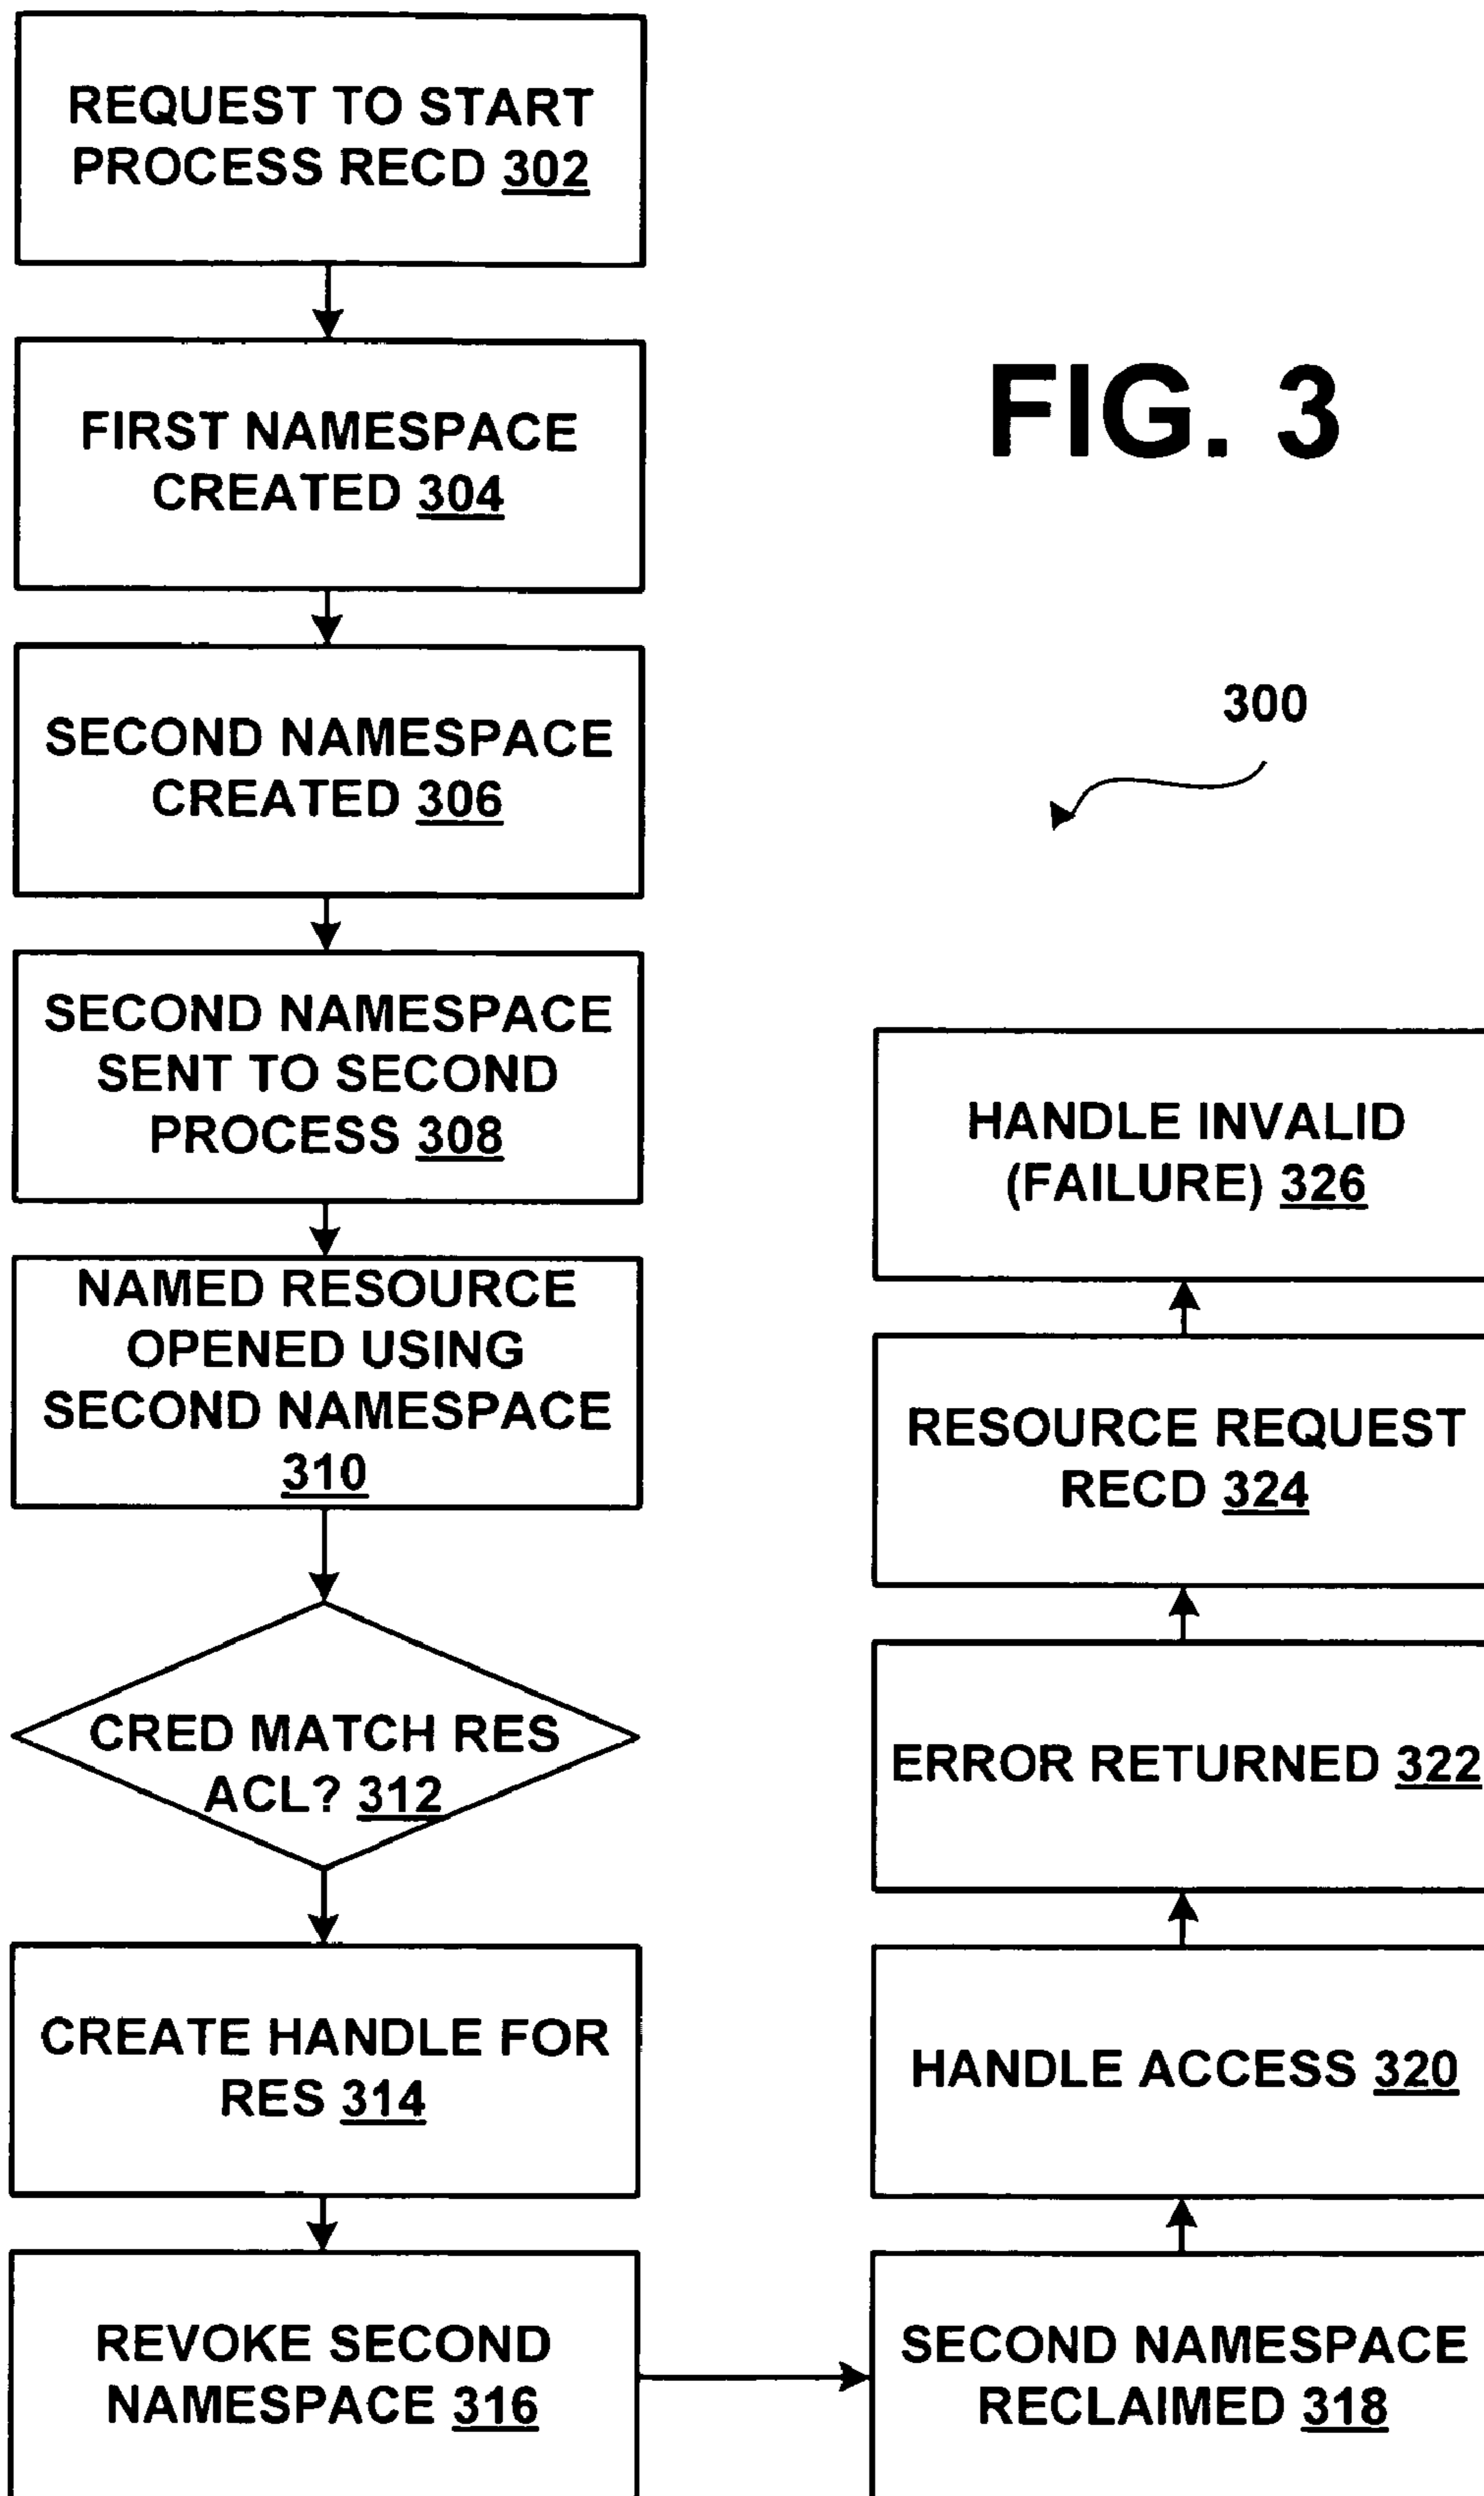 REQUEST TO START
PROCESS RECD 302
FIRST NAMESPACE
CREATED 304
SECOND NAMESPACE
CREATED 306
SECOND NAMESPACE
SENT TO SECOND
PROCESS 308
NAMED RESOURCE
OPENED USING
SECOND NAMESPACE
310
CRED MATCH RES
ACL? 312
CREATE HANDLE FOR
RES 314
REVOKE SECOND
NAMESPACE 316
FIG. 3
300
HANDLE INVALID
(FAILURE) 326
RESOURCE REQUEST
RECD 324
ERROR RETURNED 322
HANDLE ACCESS 320
SECOND NAMESPACE
RECLAIMED 318